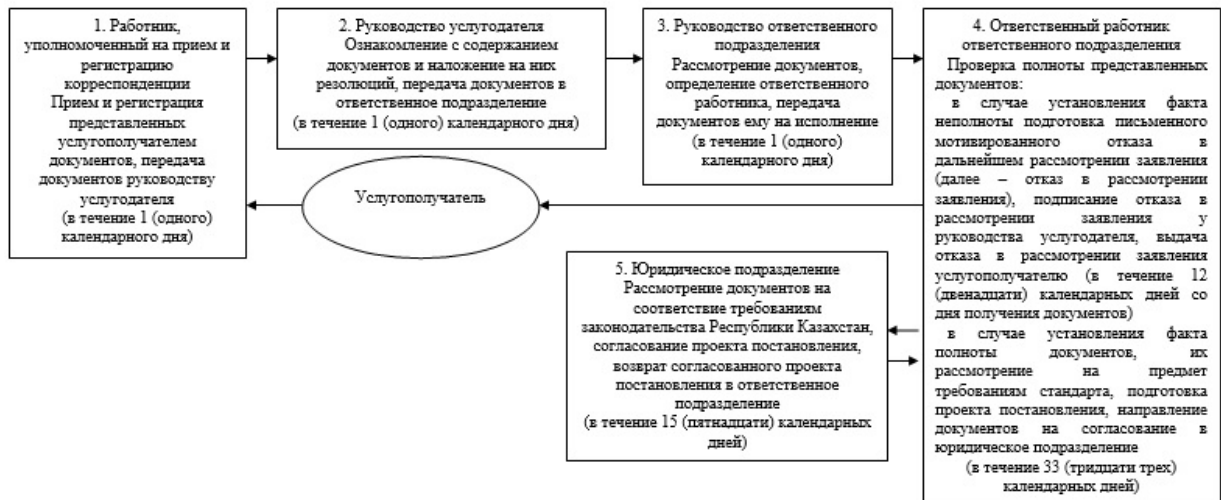 1. Работник,
уполномоченный на прием и
регистрацию
корреспонденции
Прием и регистрация
представленных
услугополучателем
документов, передача
документов руководству
услугодателя
(в течение 1 (одного)
календарного дня)
2. Руководство услугодателя
Ознакомление с содержанием
документов и наложение на них
резолюций, передача документов в
ответственное подразделение
(в течение 1 (одного) календарного дня)
3. Руководство ответственного
подразделения
Рассмотрение документов,
определение ответственного
работника, передача
документов ему на исполнение
(в течение 1 (одного)
календарного дня)
4. Ответственный работник
ответственного подразделения
Проверка полноты представленных
документов:
в случае установления факта
неполноты подготовка письменного
мотивированного отказа в
дальнейшем рассмотрении заявления
(далее – отказ в рассмотрении
заявления), подписание отказа в
рассмотрении заявления у
руководства услугодателя, выдача
отказа в рассмотрении заявления
услугополучателю (в течение 12
(двенадцати) календарных дней со
дня получения документов)
в случае установления факта
полноты документов, их
рассмотрение на предмет
требованиям стандарта, подготовка
проекта постановления, направление
документов на согласование в
юридическое подразделение
(в течение 33 (тридцати трех)
календарных дней)
Услугополучатель
5. Юридическое подразделение
Рассмотрение документов на
соответствие требованиям
законодательства Республики Казахстан,
согласование проекта постановления,
возврат согласованного проекта
постановления в ответственное
подразделение
(в течение 15 (пятнадцати) календарных
дней)